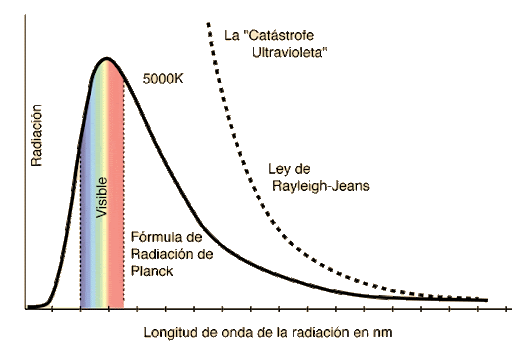 La "Catástrofe
Ultravioleta"
5000K
Radiación
Ley de
Rayleigh-Jeans
Visible
Fórmula de
Radiación de
Planck
Longitud de onda de la radiación en nm